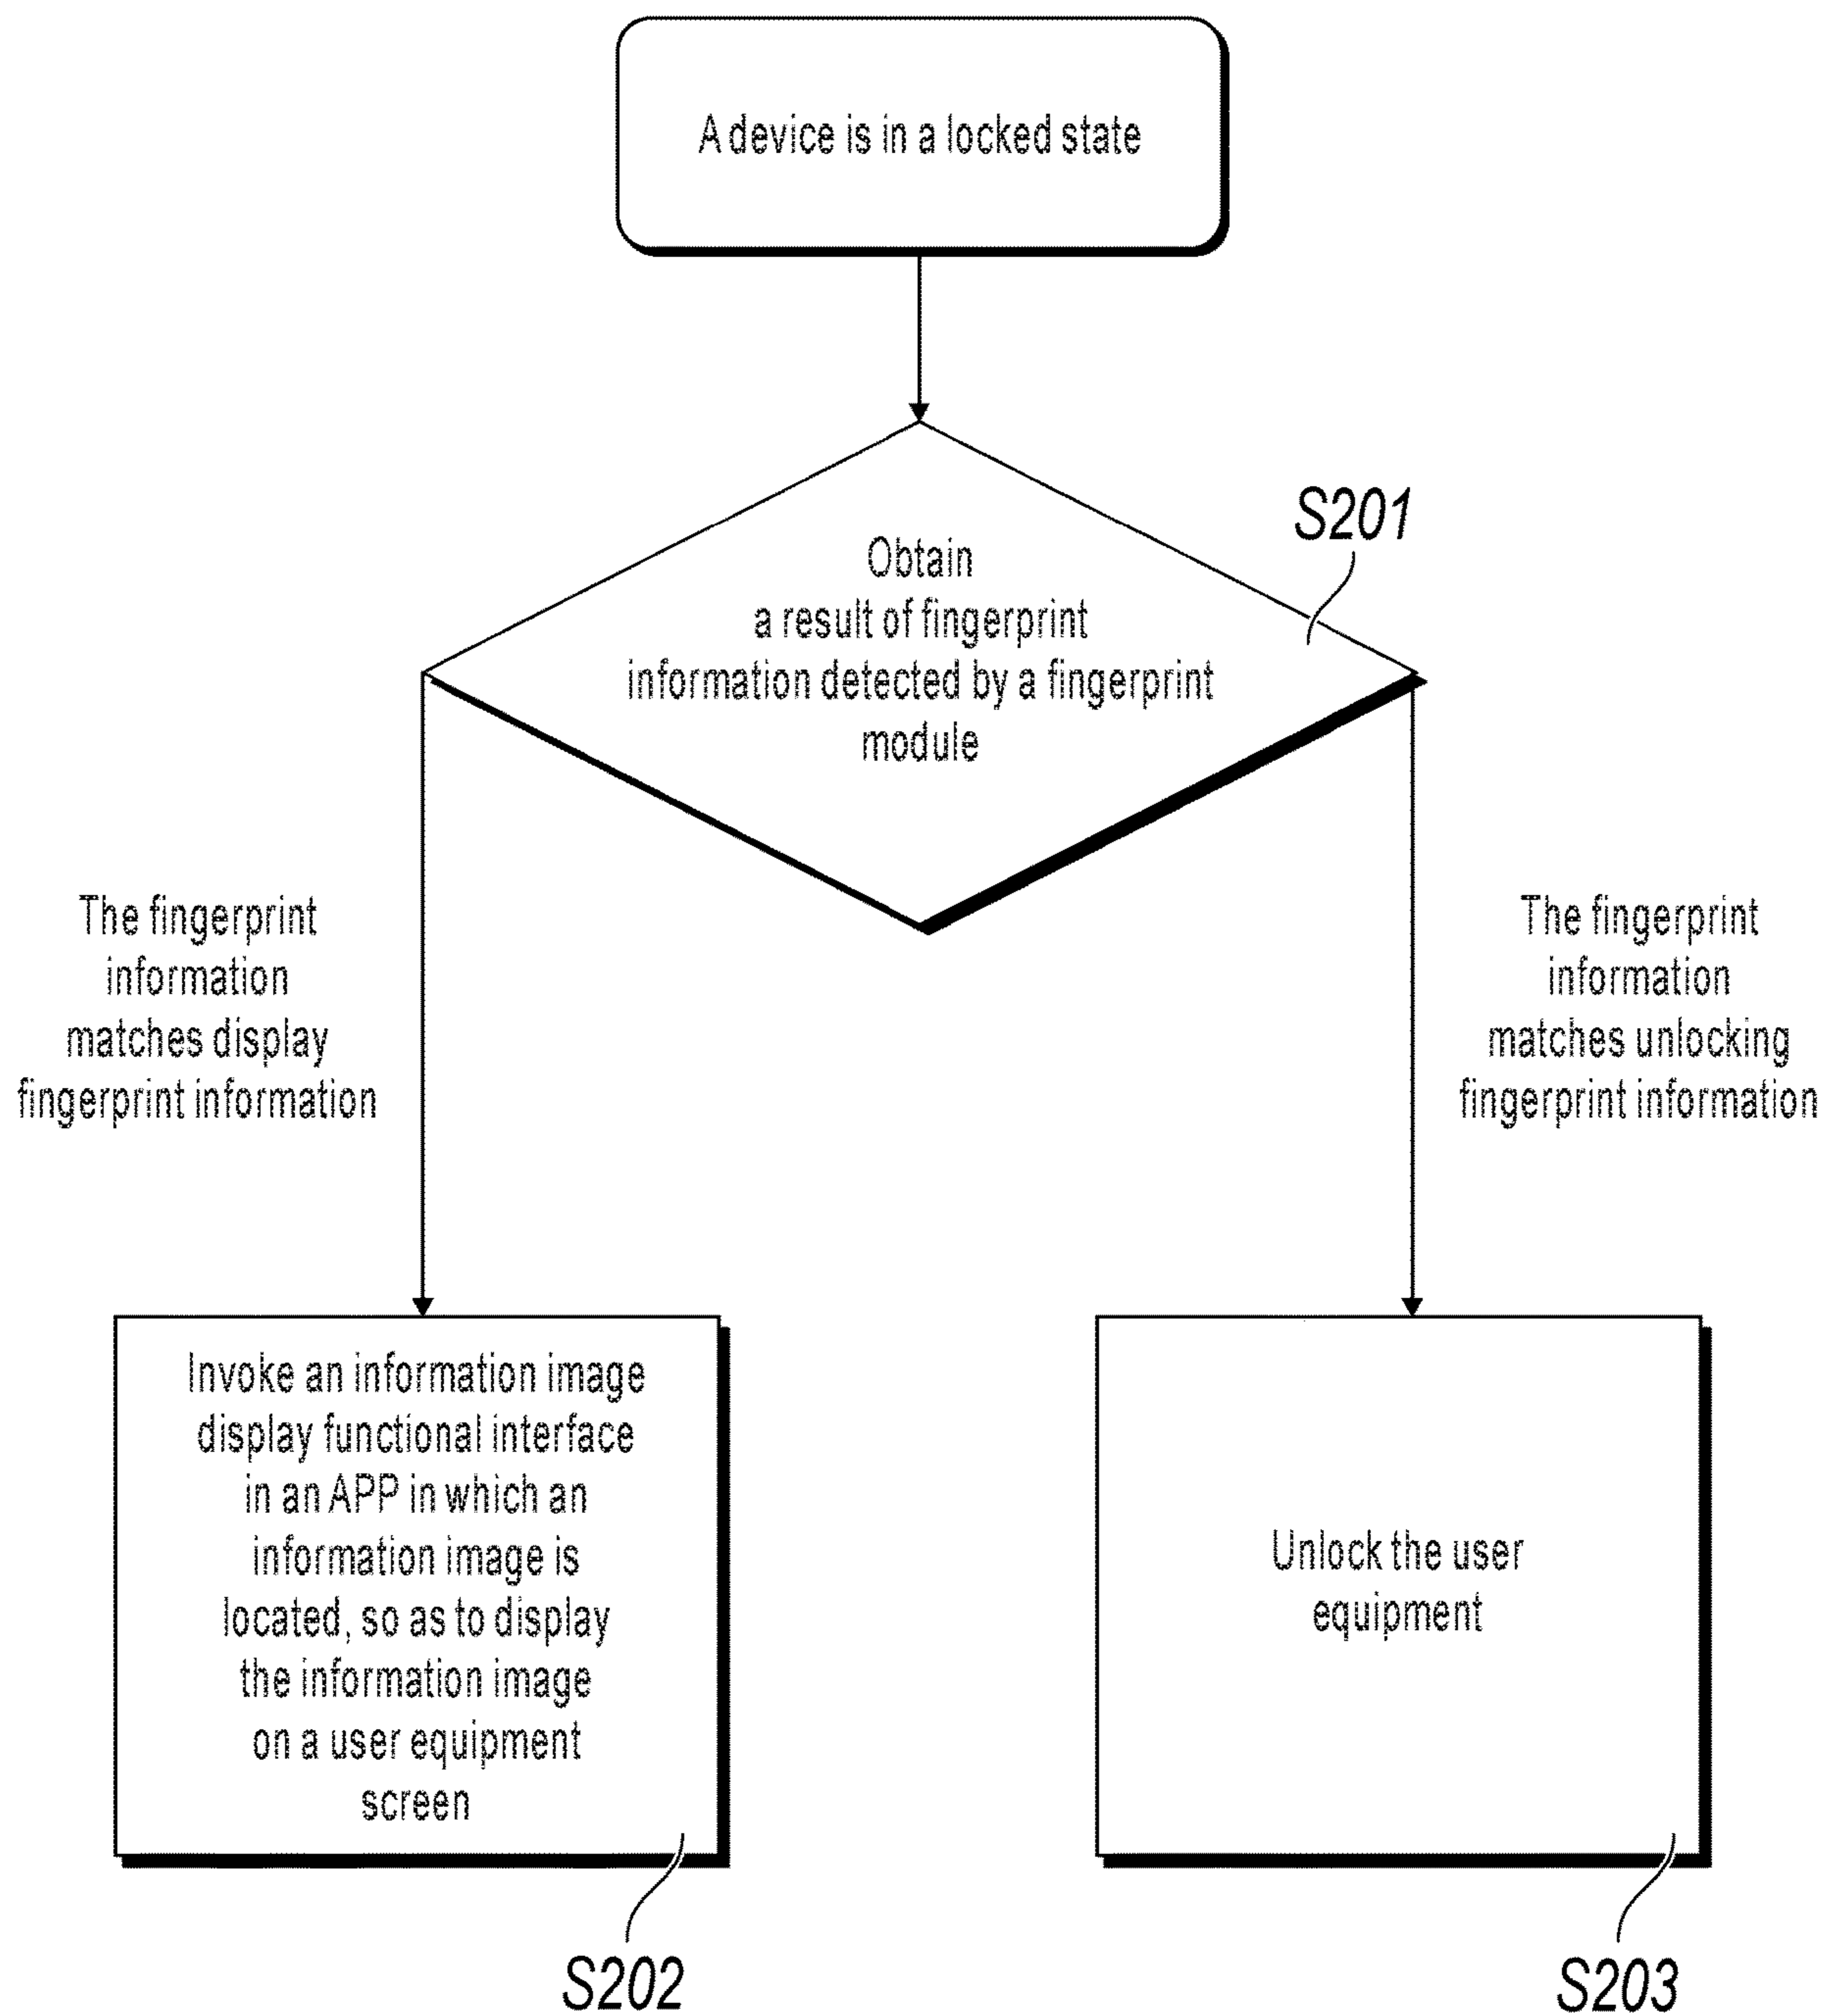 A device is in a locked state
S201
Obtain
a result of fingerprint
information detected by a fingerprint
module
The fingerprint
information
matches display
fingerprint information
The fingerprint
information
matches unlocking
fingerprint information
Invoke an information image
display functional interface
in an APP in which an
information image is
located, so as to display
the information image
on a user equipment
screen
Unlock the user
equipment
S202
S203